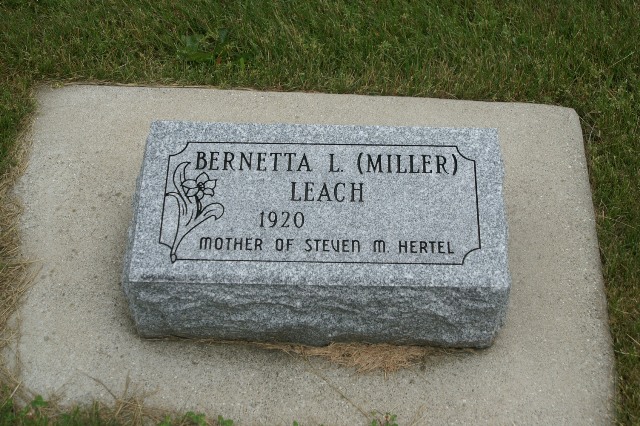 BERNETTA L. (MILLER)
LEACH
1920
MOTHER OF STEVEN M. HERTEL